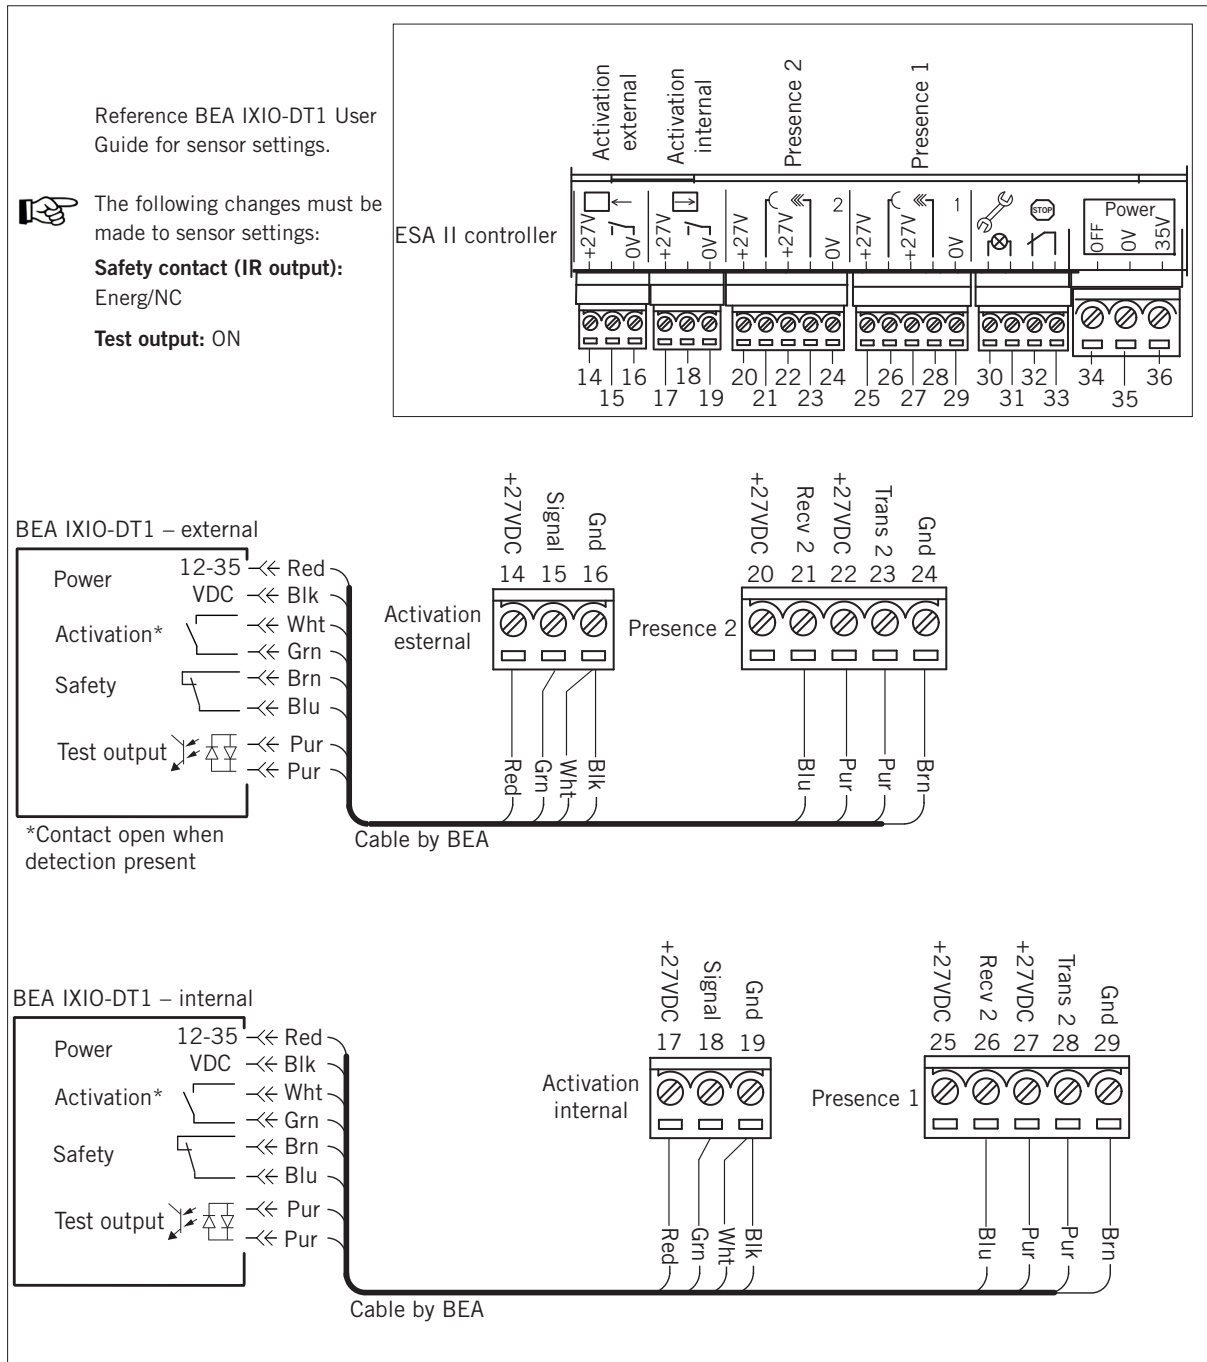 Reference BEA IXIO-DT1 User
Guide for sensor settings.
The following changes must be
made to sensor settings:
Safety contact (IR output):
Energ/NC
Test output: ON
Activation
external
Activation
internal
Presence 2
Presence 1
ESA II controller
+27V
0V
+27V
0V
+27V
+27V
2
0V
+27V
+27V
1
0V
STOP
Power
OFF
0V
35V
14 16 18 20 22 24 26 28 30 32 34 36
15 17 19 21 23 25 27 29 31 33 35
BEA IXIO-DT1 – external
Power
12-35
VDC
Activation*
Safety
Test output
Red
Blk
Wht
Grn
Brn
Blu
Pur
Pur
*Contact open when
detection present
Cable by BEA
Activation
esternal
+27VDC Signal Gnd
14 15 16
Red Grn Wht Blk
Presence 2
+27VDC Recv 2 +27VDC Trans 2 Gnd
20 21 22 23 24
Blu Pur Pur Brn
BEA IXIO-DT1 – internal
Power
12-35
VDC
Activation*
Safety
Test output
Red
Blk
Wht
Grn
Brn
Blu
Pur
Pur
Cable by BEA
Activation
internal
+27VDC Signal Gnd
17 18 19
Red Grn Wht Blk
Presence 1
+27VDC Recv 2 +27VDC Trans 2 Gnd
25 26 27 28 29
Blu Pur Pur Brn